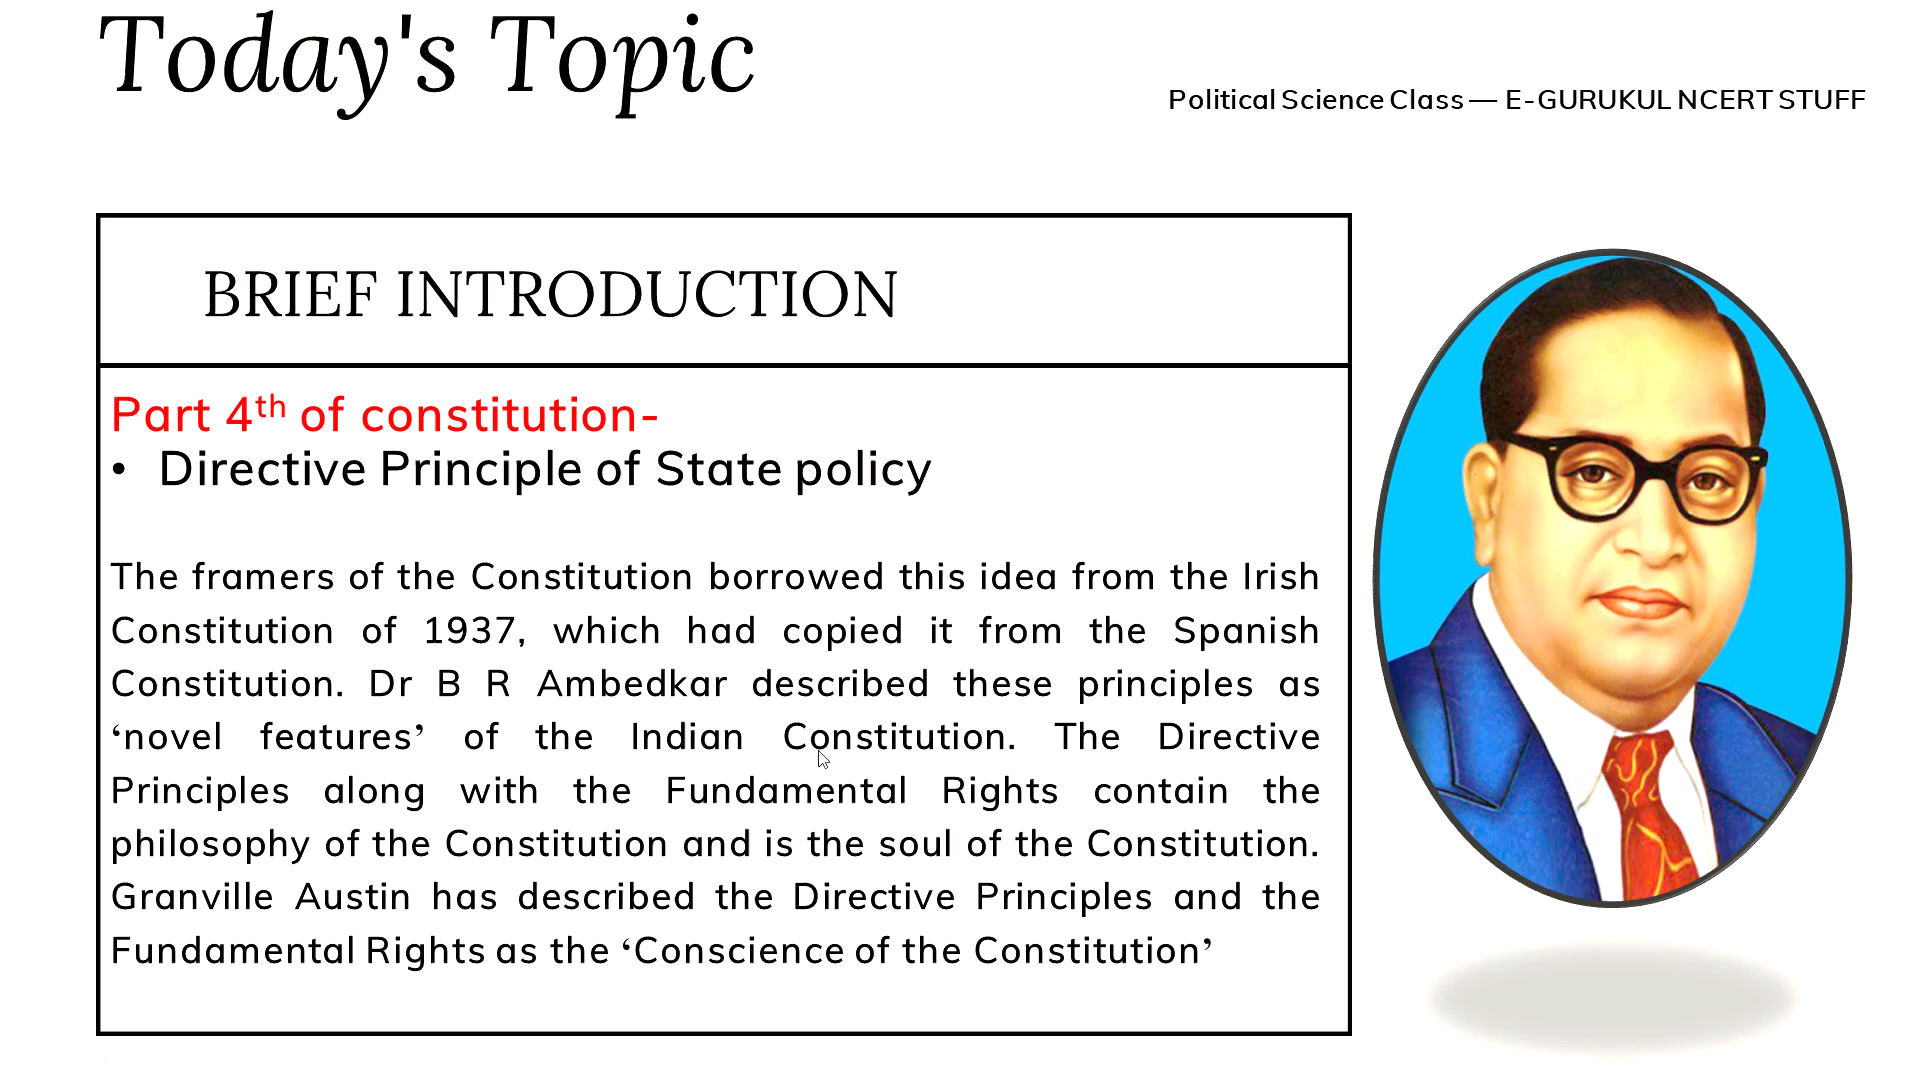 Today's Topic
Political Science Class — E-GURUKUL NCERT STUFF
BRIEF INTRODUCTION
Part 4th of constitution-
• Directive Principle of State policy
The framers of the Constitution borrowed this idea from the Irish
Constitution of 1937, which had copied it from the Spanish
Constitution. Dr B R Ambedkar described these principles as
‘novel features’ of the Indian Constitution. The Directive
Principles along with the Fundamental Rights contain the
philosophy of the Constitution and is the soul of the Constitution.
Granville Austin has described the Directive Principles and the
Fundamental Rights as the ‘Conscience of the Constitution’